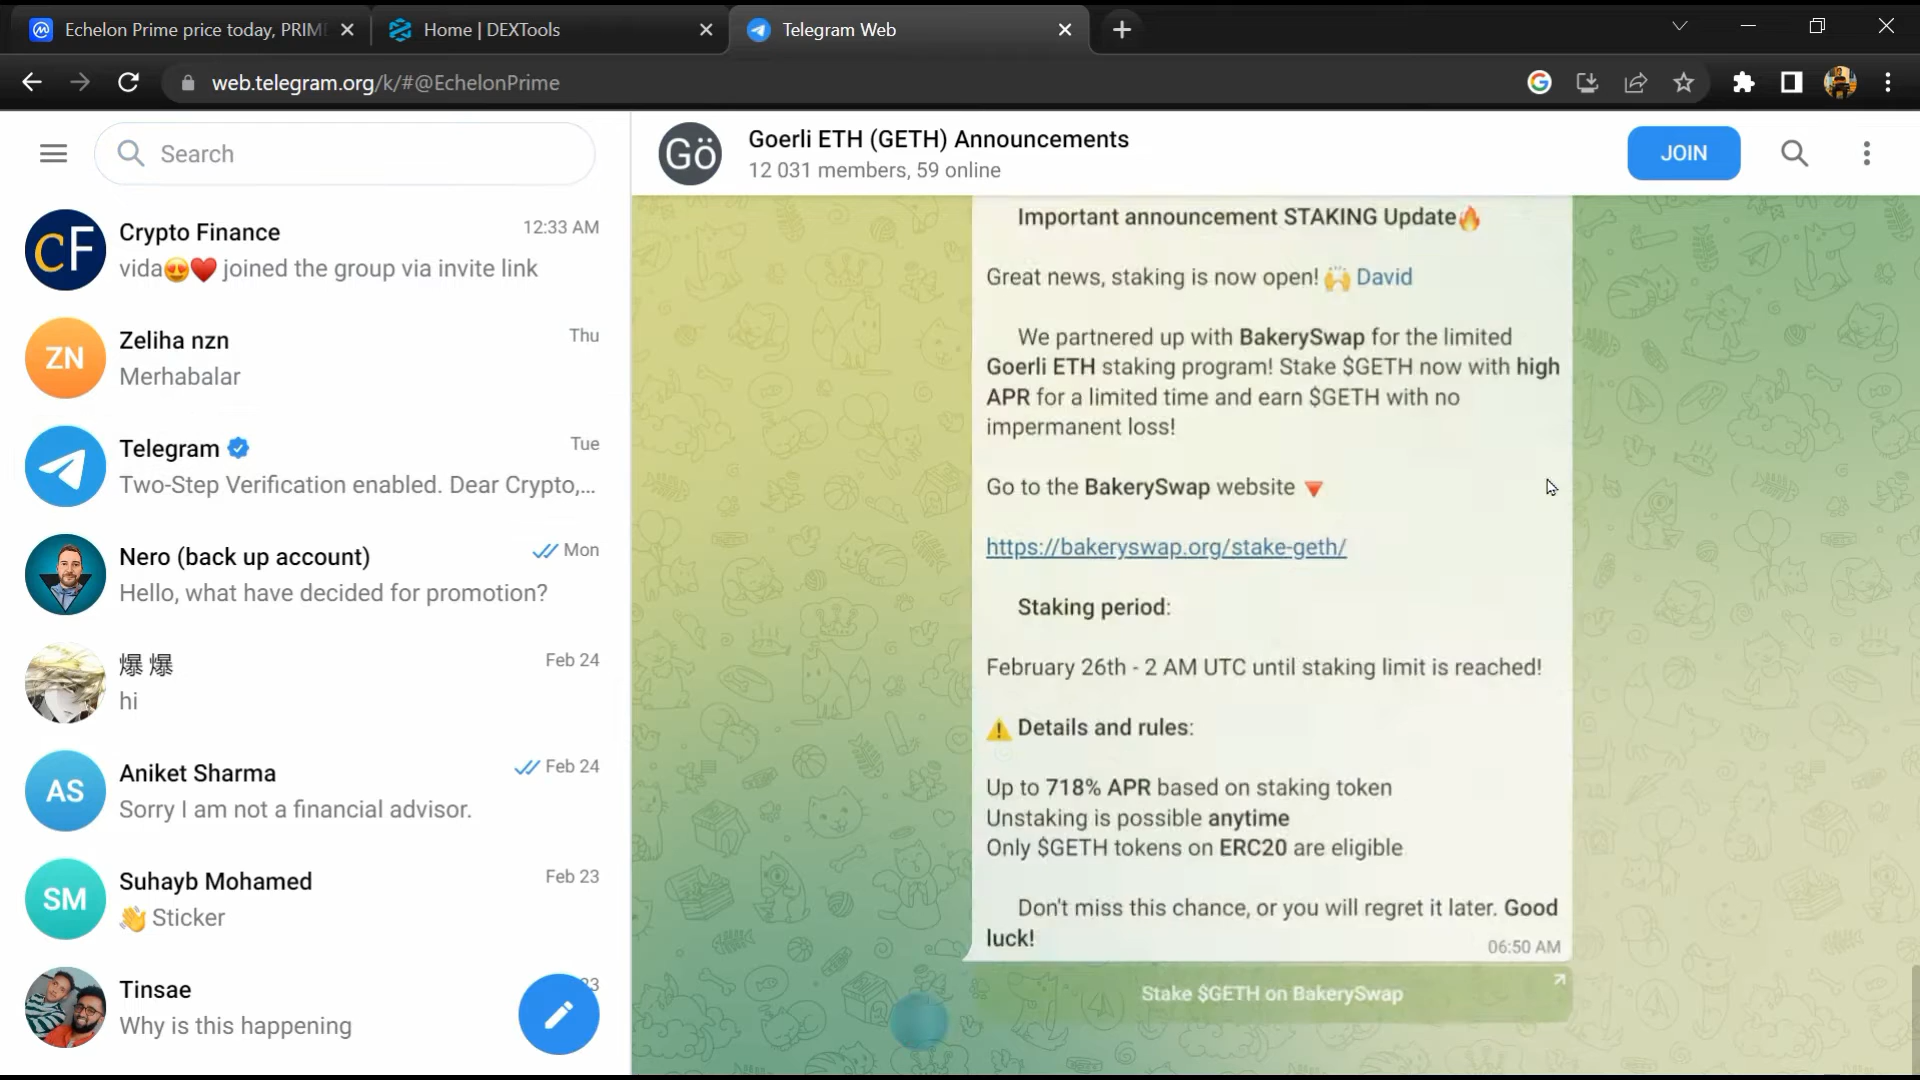 Echelon Prime price today, PRIM
Home | DEXTools
Telegram Web
web.telegram.org/k/#@EchelonPrime
Search
CF
Crypto Finance
12:33 AM
vida😍❤️ joined the group via invite link
ZN
Zeliha nzn
Thu
Merhabalar
Telegram
Tue
Two-Step Verification enabled. Dear Crypto,...
Nero (back up account)
Mon
Hello, what have decided for promotion?
爆 爆
Feb 24
hi
AS
Aniket Sharma
Feb 24
Sorry I am not a financial advisor.
SM
Suhayb Mohamed
Feb 23
👋 Sticker
Tinsae
23
Why is this happening
Gö
Goerli ETH (GETH) Announcements
12 031 members, 59 online
JOIN
Important announcement STAKING Update🔥
Great news, staking is now open! 🙌 David
We partnered up with BakerySwap for the limited
Goerli ETH staking program! Stake $GETH now with high
APR for a limited time and earn $GETH with no
impermanent loss!
Go to the BakerySwap website 🔻
https://bakeryswap.org/stake-geth/
Staking period:
February 26th - 2 AM UTC until staking limit is reached!
⚠️ Details and rules:
Up to 718% APR based on staking token
Unstaking is possible anytime
Only $GETH tokens on ERC20 are eligible
Don't miss this chance, or you will regret it later. Good
luck!
06:50 AM
Stake $GETH on BakerySwap